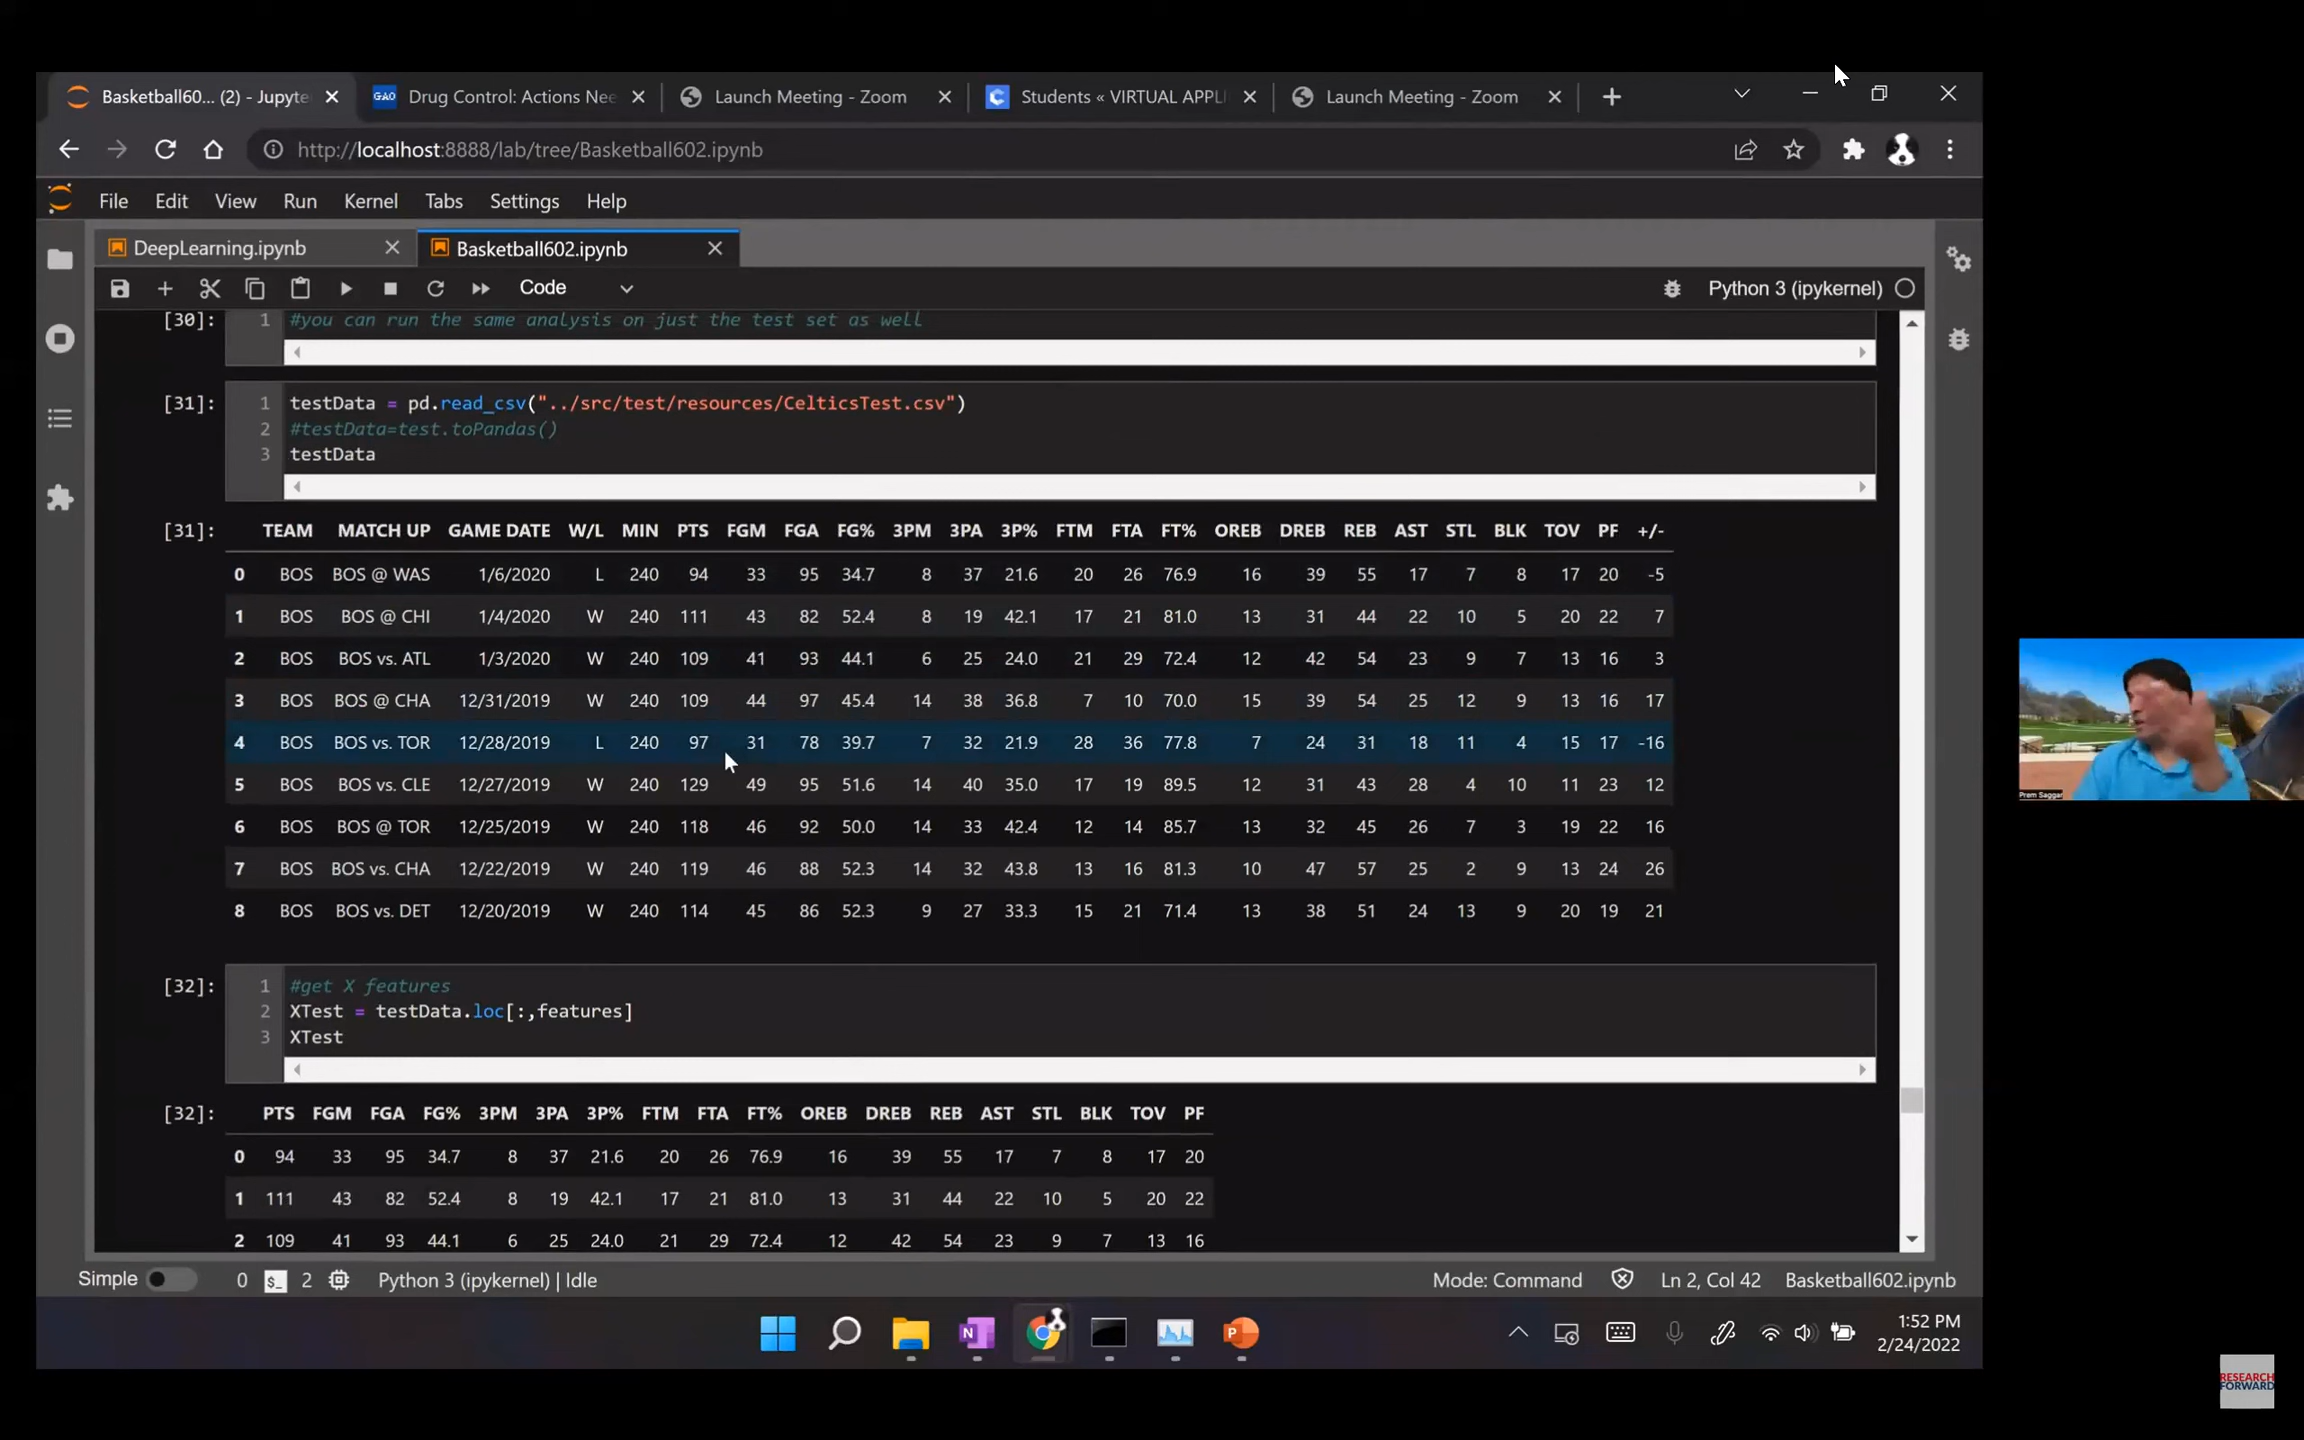 Basketball60... (2) - Jupyte
GAO Drug Control: Actions Nee
Launch Meeting - Zoom
Students « VIRTUAL APPLI
Launch Meeting - Zoom
http://localhost:8888/lab/tree/Basketball602.ipynb
File Edit View Run Kernel Tabs Settings Help
DeepLearning.ipynb Basketball602.ipynb
Code Python 3 (ipykernel)
[30]: 1 #you can run the same analysis on just the test set as well
[31]: 1 testData = pd.read_csv("../src/test/resources/CelticsTest.csv")
2 #testData=test.toPandas()
3 testData
[31]: TEAM MATCH UP GAME DATE W/L MIN PTS FGM FGA FG% 3PM 3PA 3P% FTM FTA FT% OREB DREB REB AST STL BLK TOV PF +/-
0 BOS BOS @ WAS 1/6/2020 L 240 94 33 95 34.7 8 37 21.6 20 26 76.9 16 39 55 17 7 8 17 20 -5
1 BOS BOS @ CHI 1/4/2020 W 240 111 43 82 52.4 8 19 42.1 17 21 81.0 13 31 44 22 10 5 20 22 7
2 BOS BOS vs. ATL 1/3/2020 W 240 109 41 93 44.1 6 25 24.0 21 29 72.4 12 42 54 23 9 7 13 16 3
3 BOS BOS @ CHA 12/31/2019 W 240 109 44 97 45.4 14 38 36.8 7 10 70.0 15 39 54 25 12 9 13 16 17
4 BOS BOS vs. TOR 12/28/2019 L 240 97 31 78 39.7 7 32 21.9 28 36 77.8 7 24 31 18 11 4 15 17 -16
5 BOS BOS vs. CLE 12/27/2019 W 240 129 49 95 51.6 14 40 35.0 17 19 89.5 12 31 43 28 4 10 11 23 12
6 BOS BOS @ TOR 12/25/2019 W 240 118 46 92 50.0 14 33 42.4 12 14 85.7 13 32 45 26 7 3 19 22 16
7 BOS BOS vs. CHA 12/22/2019 W 240 119 46 88 52.3 14 32 43.8 13 16 81.3 10 47 57 25 2 9 13 24 26
8 BOS BOS vs. DET 12/20/2019 W 240 114 45 86 52.3 9 27 33.3 15 21 71.4 13 38 51 24 13 9 20 19 21
[32]: 1 #get X features
2 XTest = testData.loc[:,features]
3 XTest
[32]: PTS FGM FGA FG% 3PM 3PA 3P% FTM FTA FT% OREB DREB REB AST STL BLK TOV PF
0 94 33 95 34.7 8 37 21.6 20 26 76.9 16 39 55 17 7 8 17 20
1 111 43 82 52.4 8 19 42.1 17 21 81.0 13 31 44 22 10 5 20 22
2 109 41 93 44.1 6 25 24.0 21 29 72.4 12 42 54 23 9 7 13 16
Simple 0 $_ 2 Python 3 (ipykernel) | Idle Mode: Command Ln 2, Col 42 Basketball602.ipynb
N P
1:52 PM
2/24/2022
Prem Saggar
RESEARCH
FORWARD